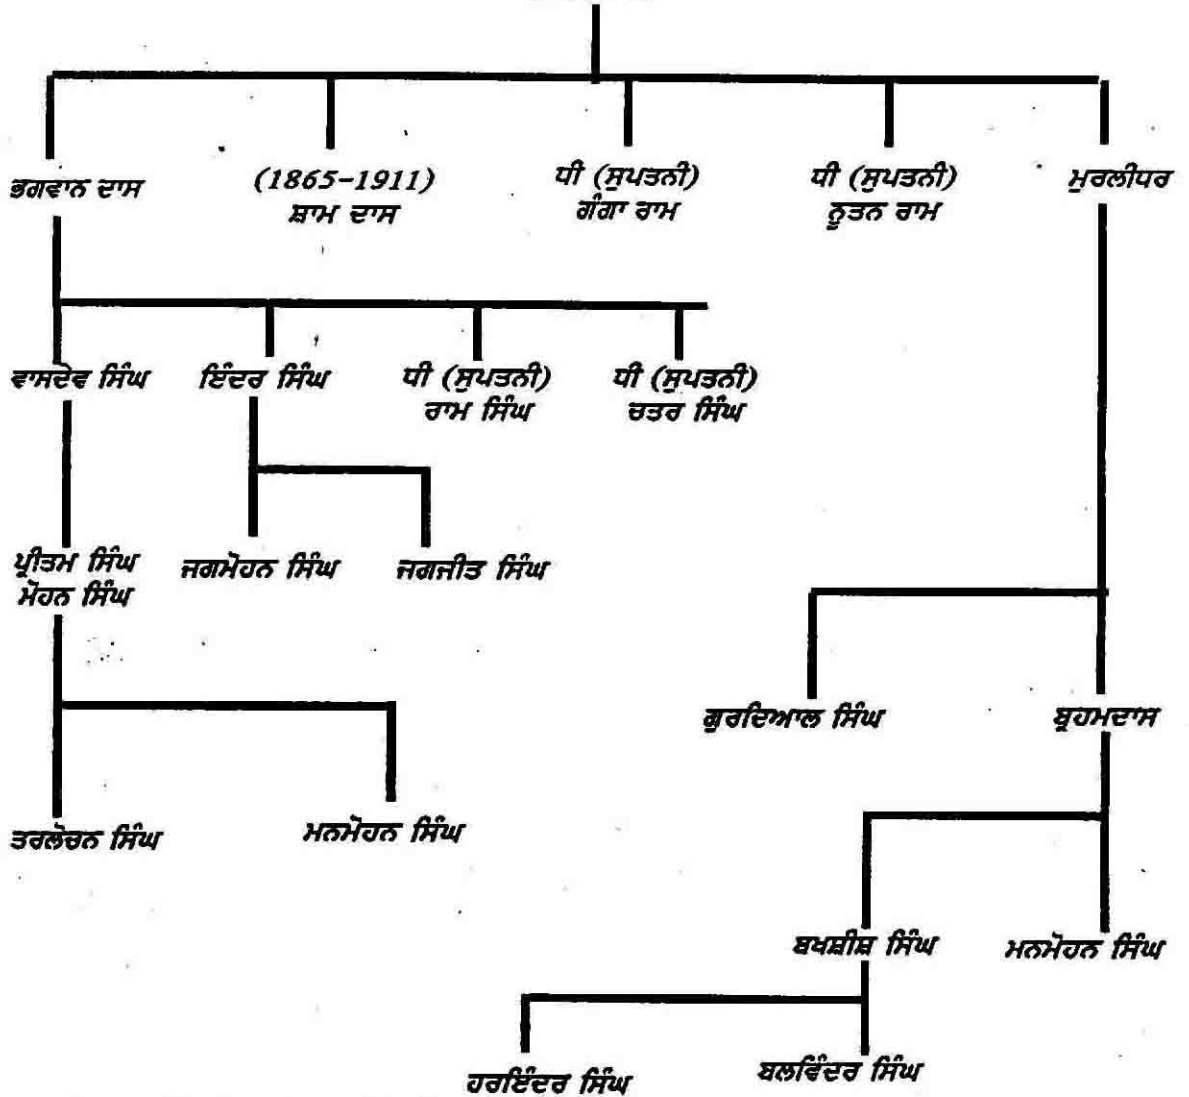 ਭਗਵਾਨ ਦਾਸ
(1865-1911)
ਸ਼ਾਮ ਦਾਸ
ਧੀ (ਸੁਪਤਨੀ)
ਗੰਗਾ ਰਾਮ
ਧੀ (ਸੁਪਤਨੀ)
ਨੂਤਨ ਰਾਮ
ਮੁਰਲੀਧਰ
ਵਾਸਦੇਵ ਸਿੰਘ
ਇੰਦਰ ਸਿੰਘ
ਧੀ (ਸੁਪਤਨੀ)
ਰਾਮ ਸਿੰਘ
ਧੀ (ਸੁਪਤਨੀ)
ਚਤਰ ਸਿੰਘ
ਪ੍ਰੀਤਮ ਸਿੰਘ
ਮੋਹਨ ਸਿੰਘ
ਜਗਮੋਹਨ ਸਿੰਘ
ਜਗਜੀਤ ਸਿੰਘ
ਗੁਰਦਿਆਲ ਸਿੰਘ
ਬ੍ਰਹਮਦਾਸ
ਤਰਲੋਚਨ ਸਿੰਘ
ਮਨਮੋਹਨ ਸਿੰਘ
ਬਖਸ਼ੀਸ਼ ਸਿੰਘ
ਮਨਮੋਹਨ ਸਿੰਘ
ਹਰਇੰਦਰ ਸਿੰਘ
ਬਲਵਿੰਦਰ ਸਿੰਘ